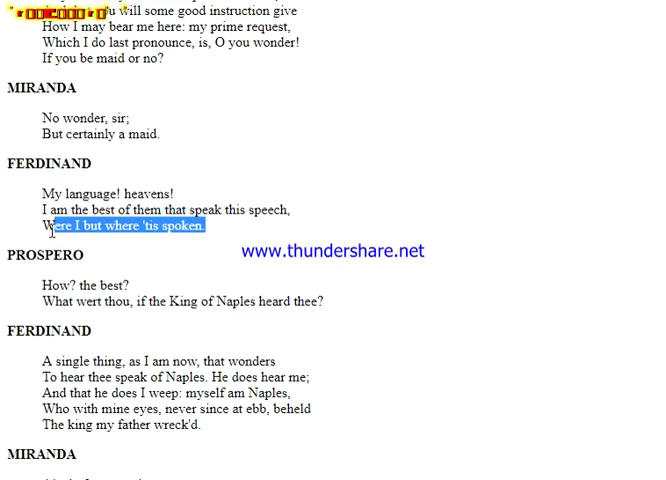 will some good instruction give
How I may bear me here: my prime request,
Which I do last pronounce, is, O you wonder!
If you be maid or no?
MIRANDA
No wonder, sir;
But certainly a maid.
FERDINAND
My language! heavens!
I am the best of them that speak this speech,
Were I but where 'tis spoken.
www.thundershare.net
PROSPERO
How? the best?
What wert thou, if the King of Naples heard thee?
FERDINAND
A single thing, as I am now, that wonders
To hear thee speak of Naples. He does hear me;
And that he does I weep: myself am Naples,
Who with mine eyes, never since at ebb, beheld
The king my father wreck'd.
MIRANDA